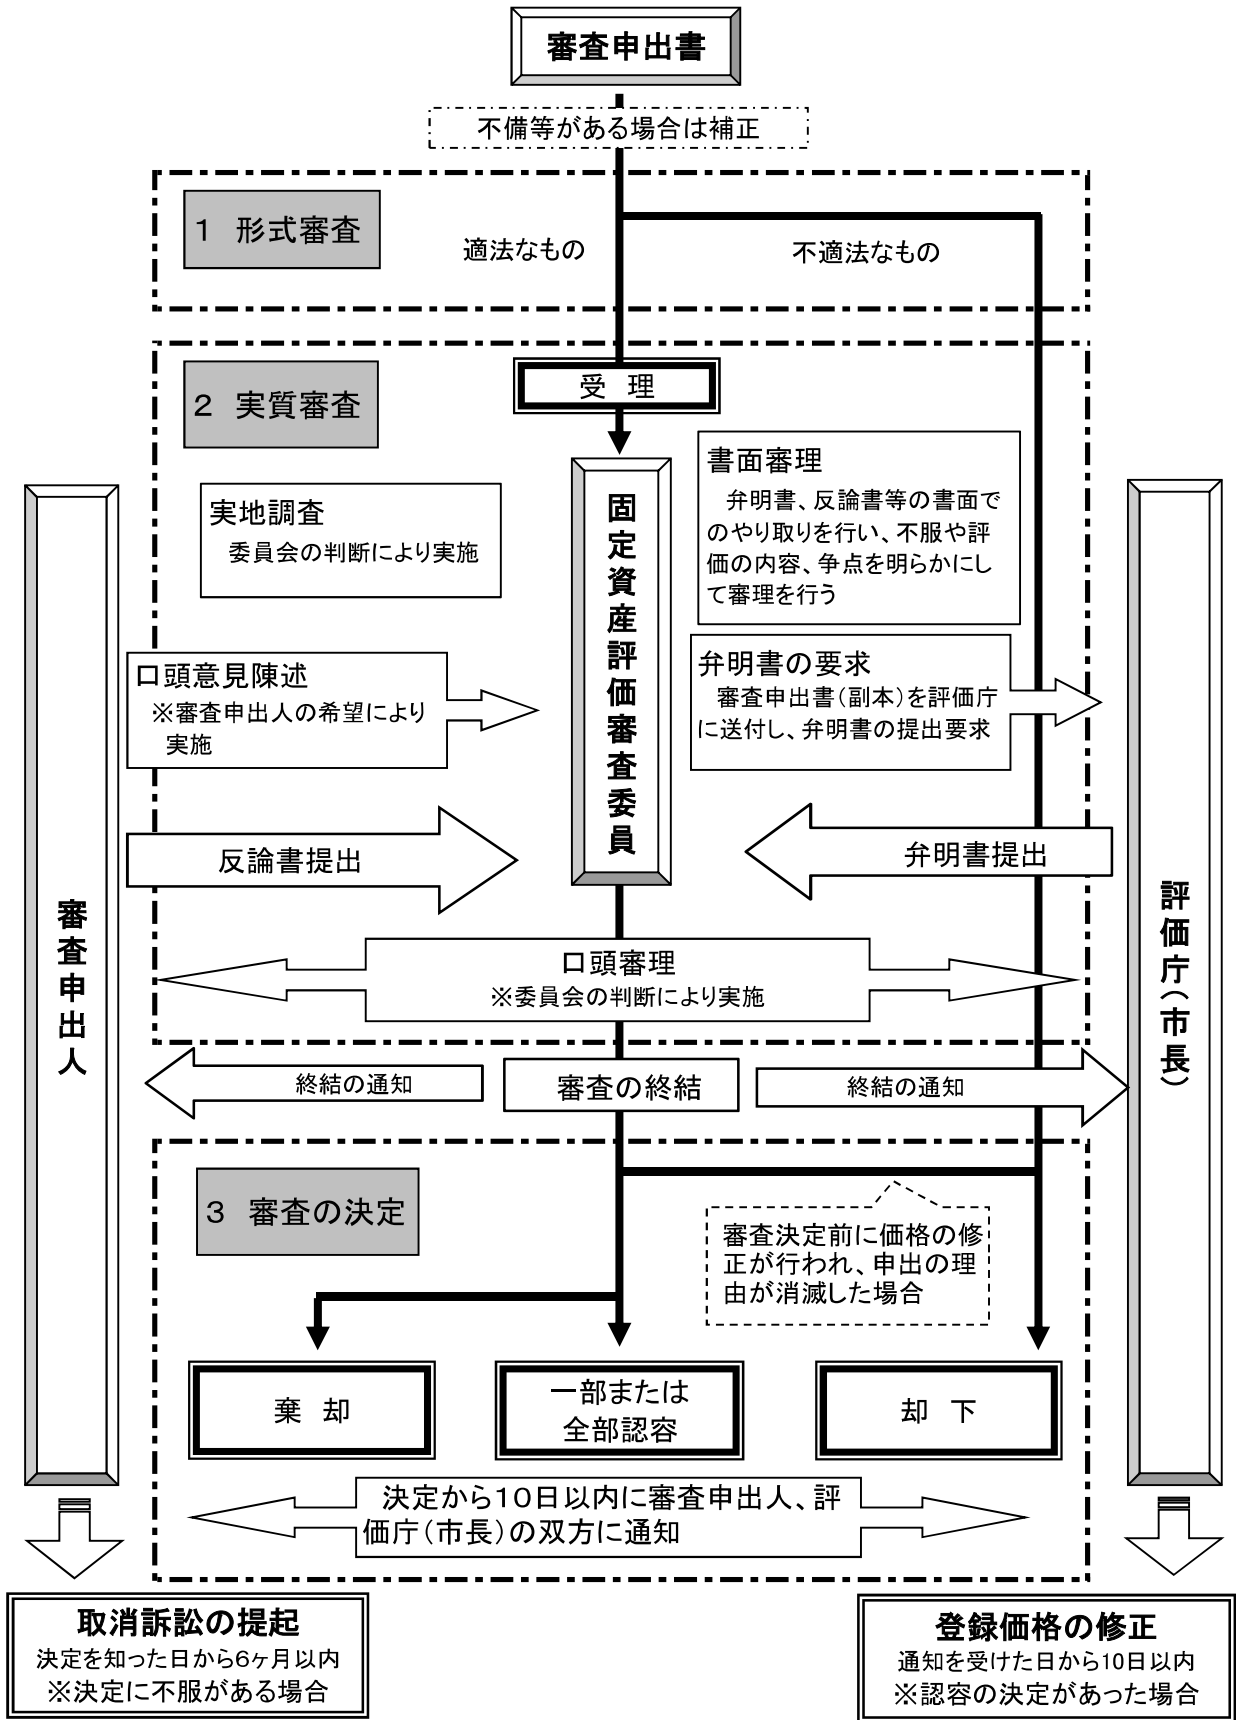 審査申出書
不備等がある場合は補正
１　形式審査
適法なもの
不適法なもの
２　実質審査
受　理
実地調査
委員会の判断により実施
書面審理
弁明書、反論書等の書面で
のやり取りを行い、不服や評
価の内容、争点を明らかにし
て審理を行う
固定資産評価審査委員
口頭意見陳述
※審査申出人の希望により
実施
弁明書の要求
審査申出書（副本）を評価庁
に送付し、弁明書の提出要求
反論書提出
弁明書提出
審査申出人
評価庁（市長）
口頭審理
※委員会の判断により実施
終結の通知
審査の終結
終結の通知
３　審査の決定
審査決定前に価格の修
正が行われ、申出の理
由が消滅した場合
棄　却
一部または
全部認容
却　下
決定から１０日以内に審査申出人、評
価庁（市長）の双方に通知
取消訴訟の提起
決定を知った日から６ヶ月以内
※決定に不服がある場合
登録価格の修正
通知を受けた日から10日以内
※認容の決定があった場合